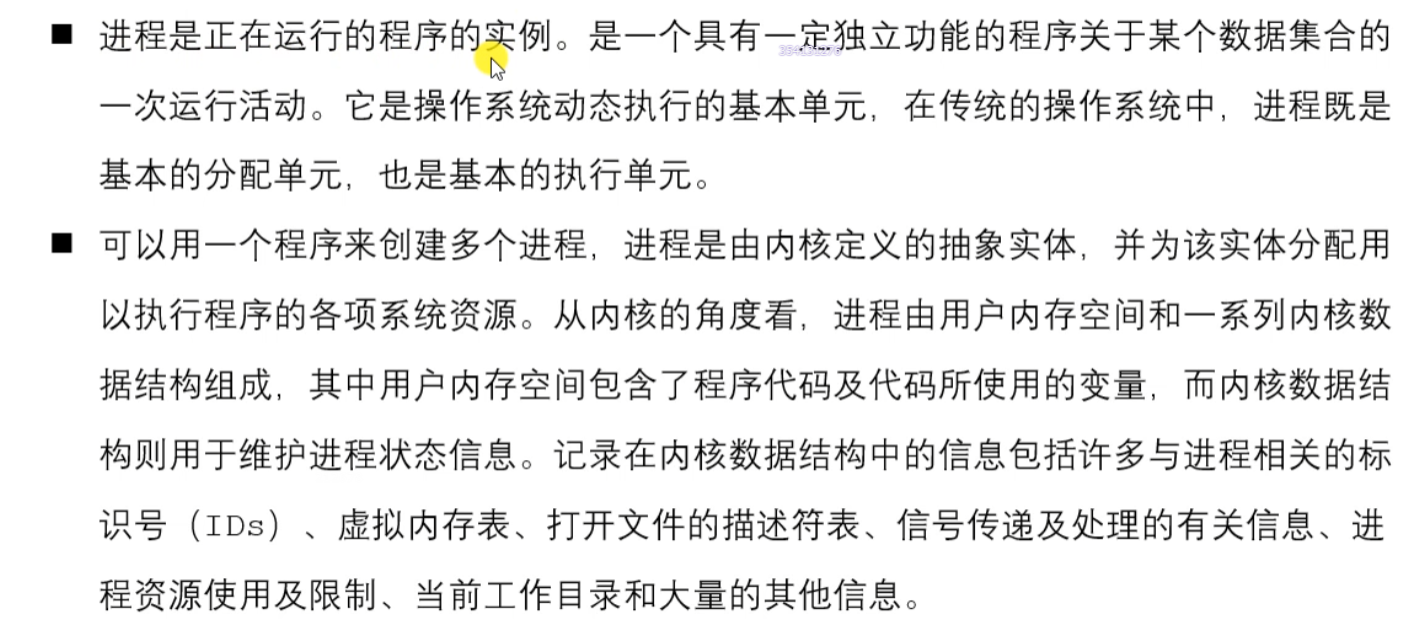 ■ 进程是正在运行的程序的实例。是一个具有一定独立功能的程序关于某个数据集合的
一次运行活动。它是操作系统动态执行的基本单元，在传统的操作系统中，进程既是
基本的分配单元，也是基本的执行单元。
■ 可以用一个程序来创建多个进程，进程是由内核定义的抽象实体，并为该实体分配用
以执行程序的各项系统资源。从内核的角度看，进程由用户内存空间和一系列内核数
据结构组成，其中用户内存空间包含了程序代码及代码所使用的变量，而内核数据结
构则用于维护进程状态信息。记录在内核数据结构中的信息包括许多与进程相关的标
识号（IDs）、虚拟内存表、打开文件的描述符表、信号传递及处理的有关信息、进
程资源使用及限制、当前工作目录和大量的其他信息。